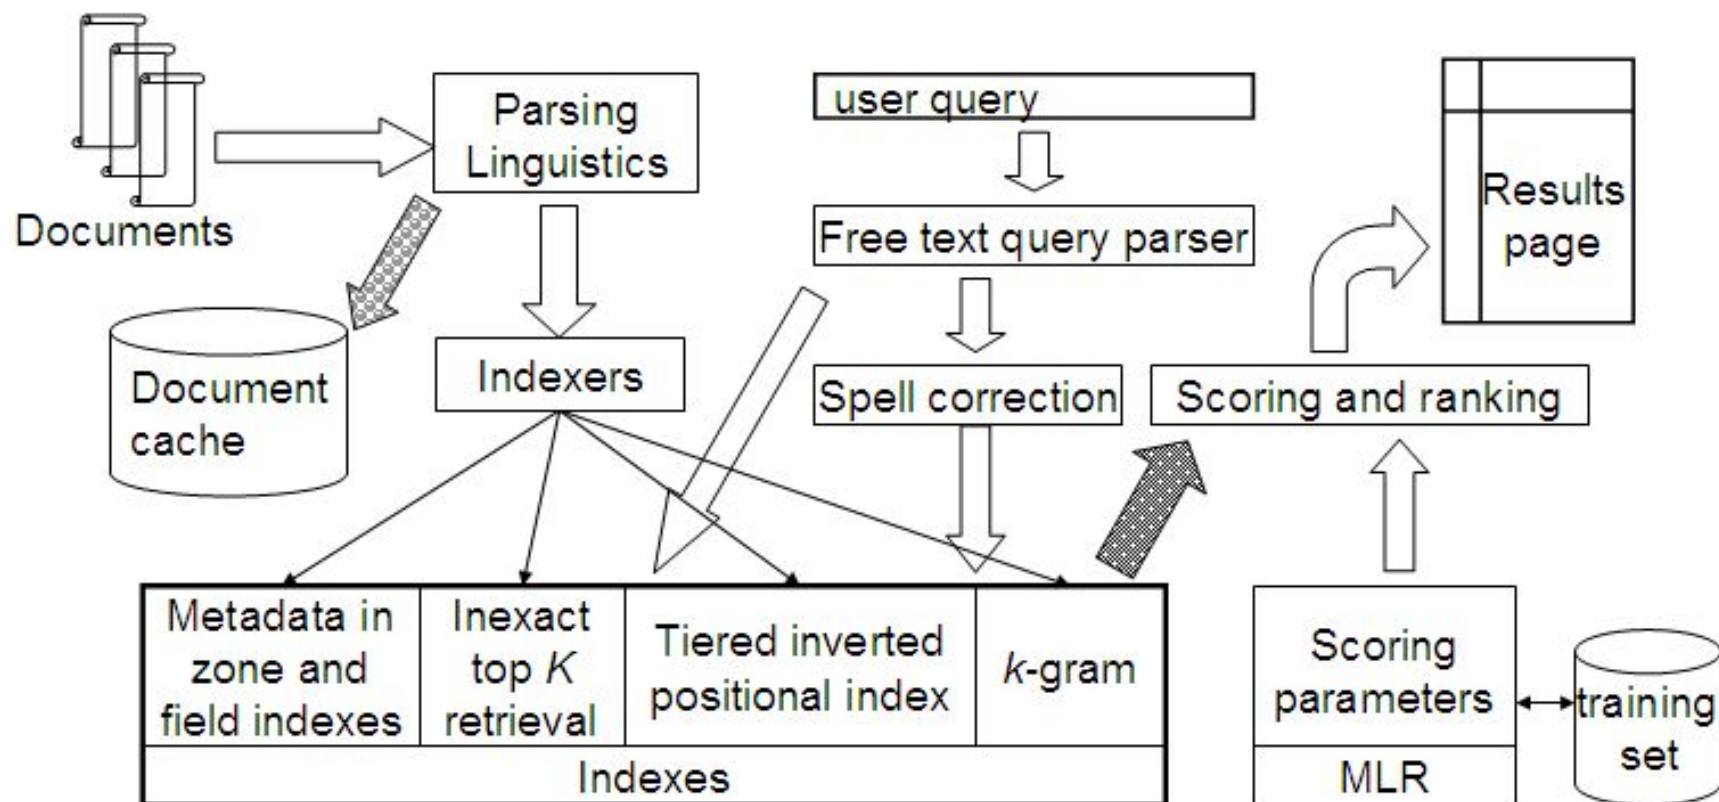 Documents
Parsing
Linguistics
user query
Results
page
Free text query parser
Document
cache
Indexers
Spell correction
Scoring and ranking
Metadata in
zone and
field indexes
Inexact
top K
retrieval
Tiered inverted
positional index
k-gram
Indexes
Scoring
parameters
MLR
training
set